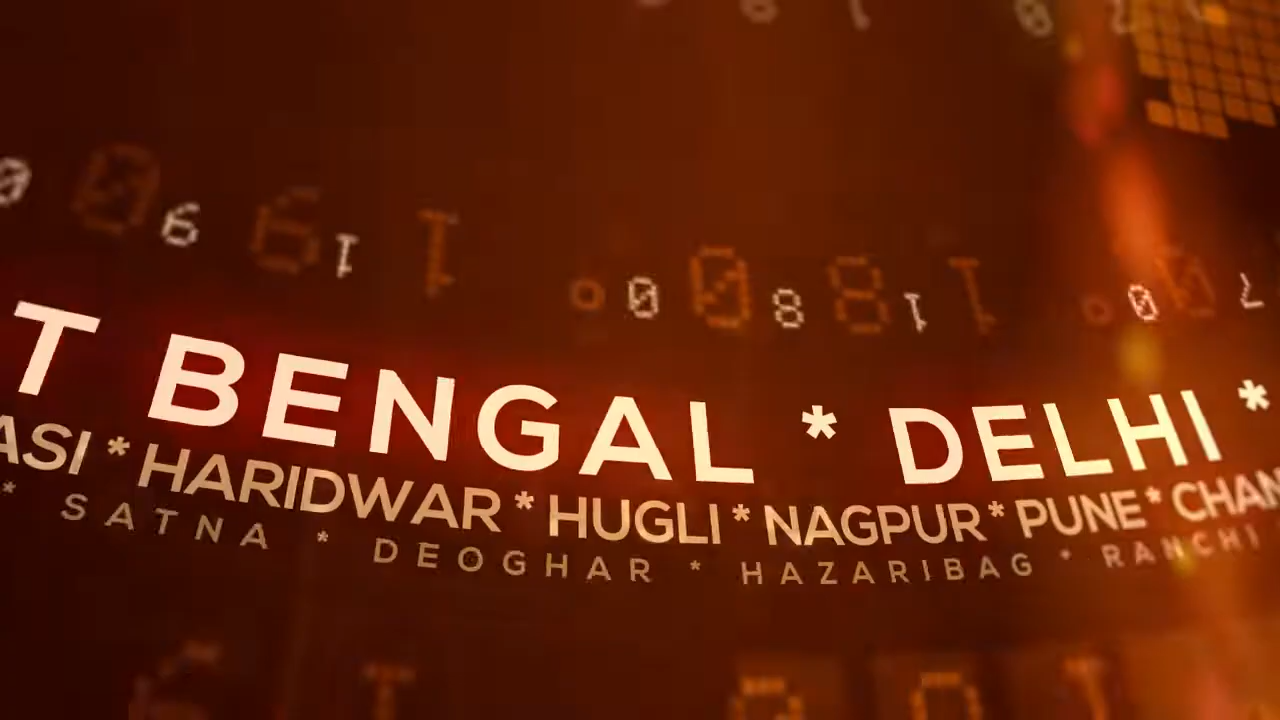 T BENGAL * DELHI *
ASI * HARIDWAR * HUGLI * NAGPUR * PUNE * CHAN
* SATNA * DEOGHAR * HAZARIBAG * RANCHI